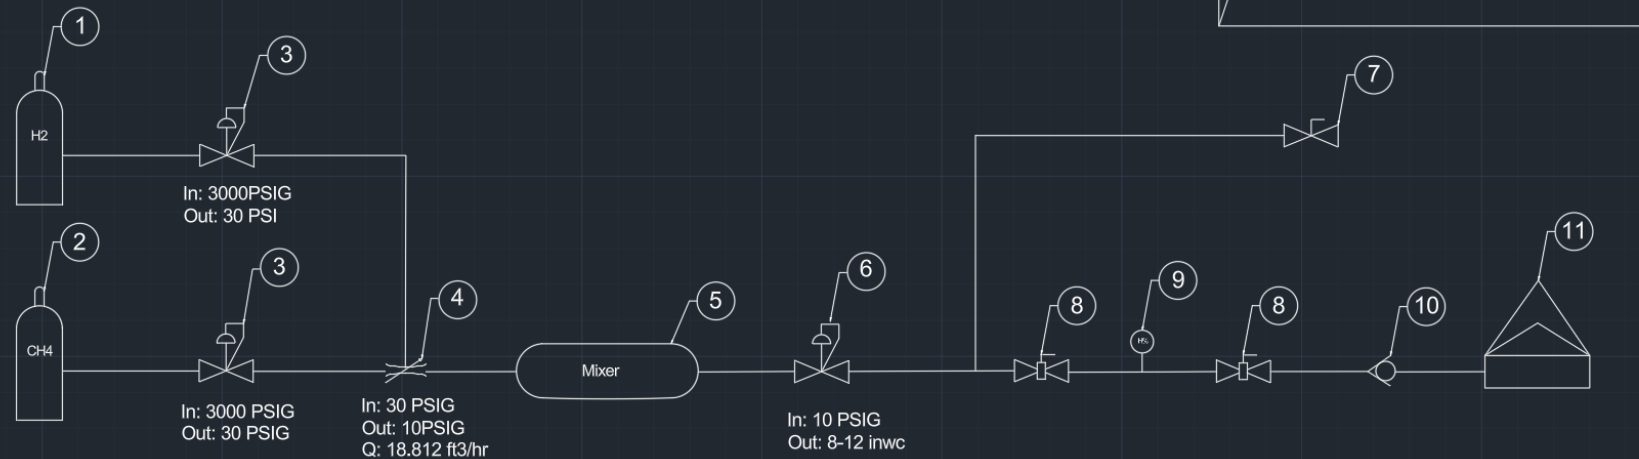 1
3
7
H2
In: 3000PSIG
Out: 30 PSI
2
3
4
5
6
8
9
8
10
11
CH4
Mixer
In: 3000 PSIG
Out: 30 PSIG
In: 30 PSIG
Out: 10PSIG
Q: 18.812 ft3/hr
In: 10 PSIG
Out: 8-12 inwc